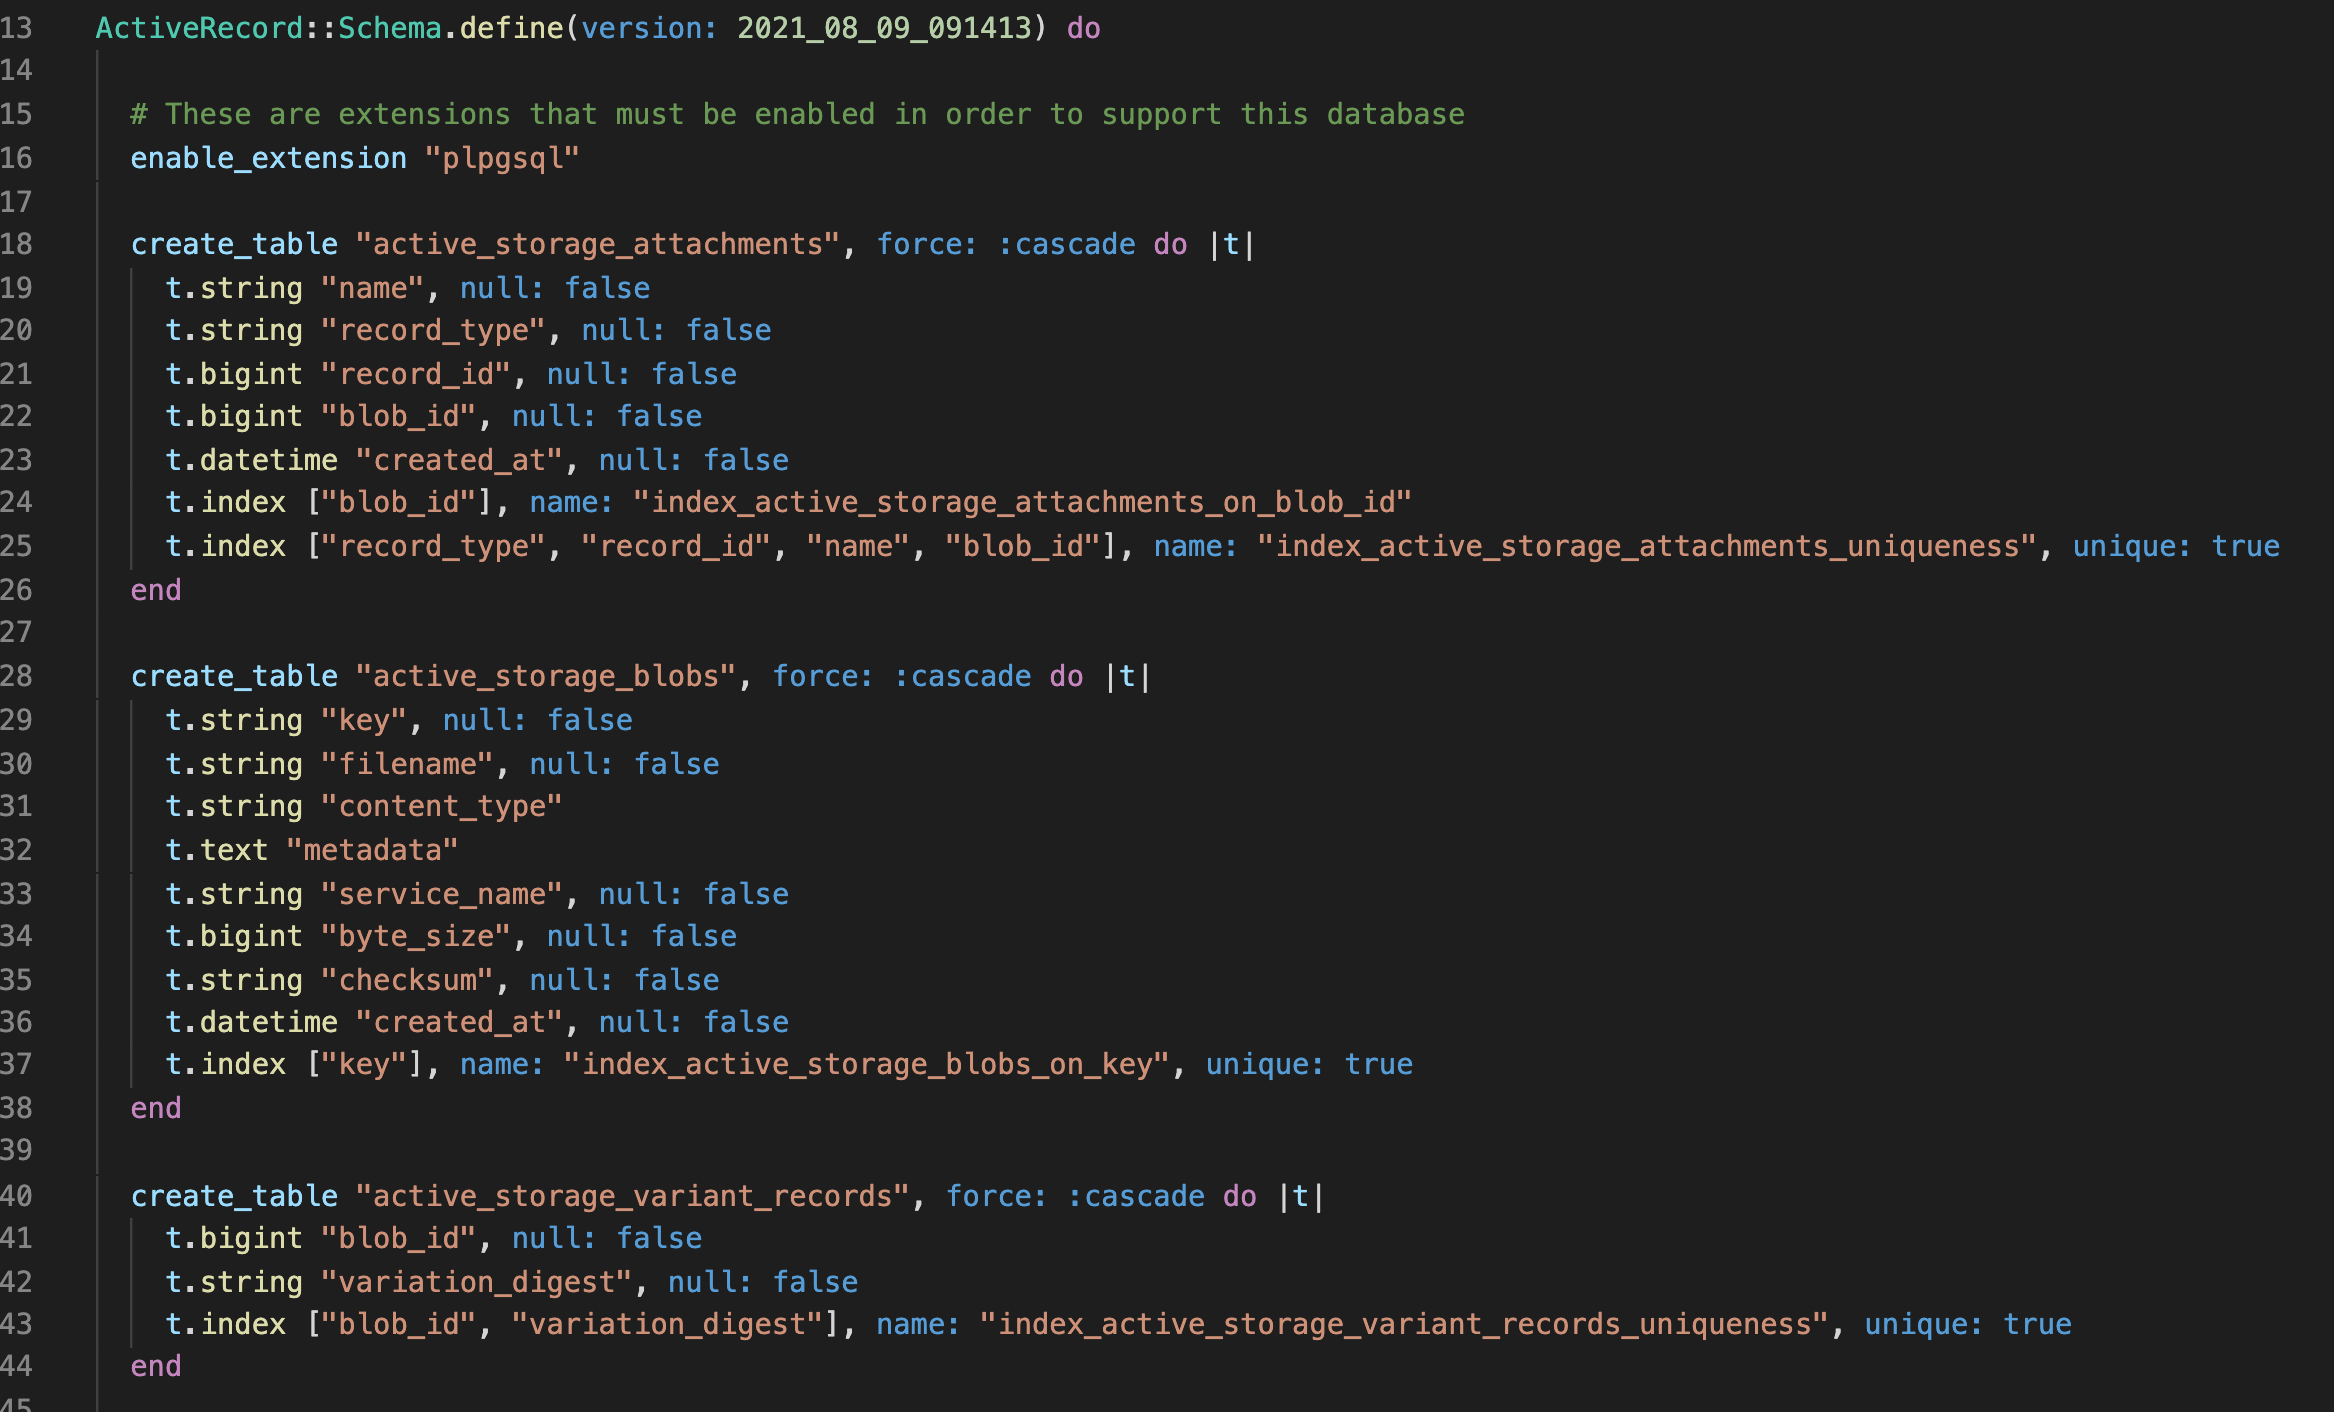 13 ActiveRecord::Schema.define(version: 2021_08_09_091413) do
14
15 # These are extensions that must be enabled in order to support this database
16 enable_extension "plpgsql"
17
18 create_table "active_storage_attachments", force: :cascade do |t|
19 t.string "name", null: false
20 t.string "record_type", null: false
21 t.bigint "record_id", null: false
22 t.bigint "blob_id", null: false
23 t.datetime "created_at", null: false
24 t.index ["blob_id"], name: "index_active_storage_attachments_on_blob_id"
25 t.index ["record_type", "record_id", "name", "blob_id"], name: "index_active_storage_attachments_uniqueness", unique: true
26 end
27
28 create_table "active_storage_blobs", force: :cascade do |t|
29 t.string "key", null: false
30 t.string "filename", null: false
31 t.string "content_type"
32 t.text "metadata"
33 t.string "service_name", null: false
34 t.bigint "byte_size", null: false
35 t.string "checksum", null: false
36 t.datetime "created_at", null: false
37 t.index ["key"], name: "index_active_storage_blobs_on_key", unique: true
38 end
39
40 create_table "active_storage_variant_records", force: :cascade do |t|
41 t.bigint "blob_id", null: false
42 t.string "variation_digest", null: false
43 t.index ["blob_id", "variation_digest"], name: "index_active_storage_variant_records_uniqueness", unique: true
44 end
45